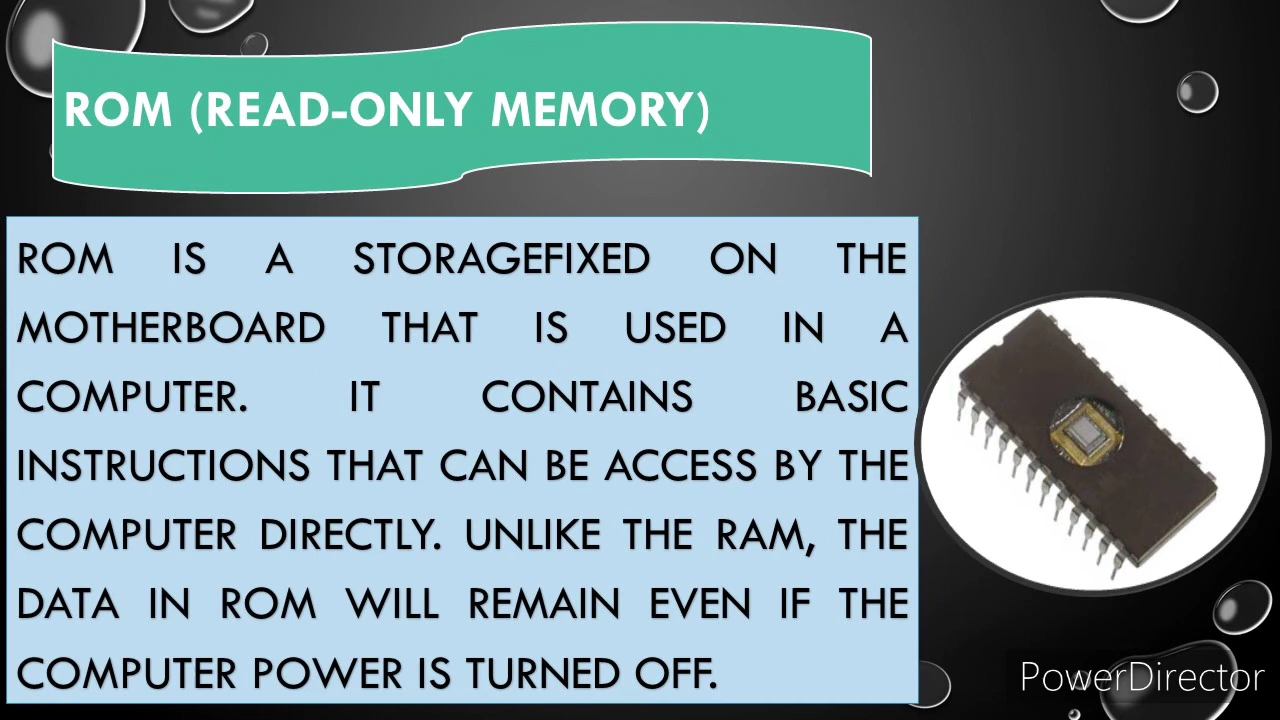 ROM (READ-ONLY MEMORY)
ROM IS A STORAGEFIXED ON THE
MOTHERBOARD THAT IS USED IN A
COMPUTER. IT CONTAINS BASIC
INSTRUCTIONS THAT CAN BE ACCESS BY THE
COMPUTER DIRECTLY. UNLIKE THE RAM, THE
DATA IN ROM WILL REMAIN EVEN IF THE
COMPUTER POWER IS TURNED OFF.
PowerDirector